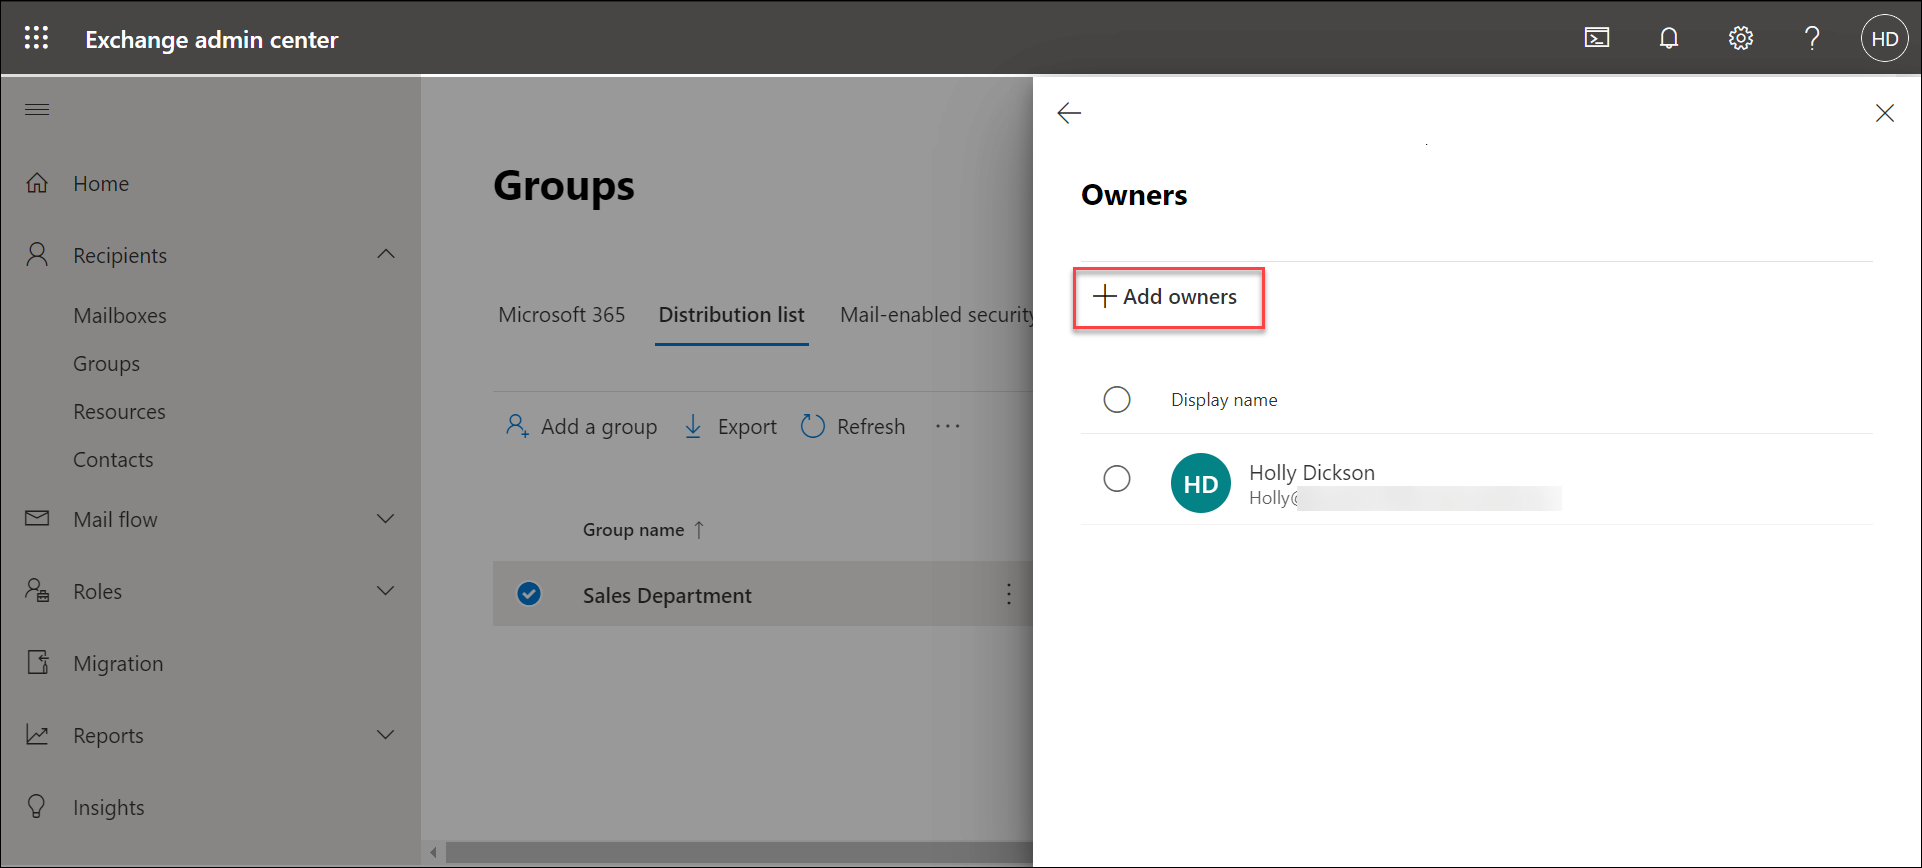 Exchange admin center
HD
Home
Recipients
Mailboxes
Groups
Resources
Contacts
Mail flow
Roles
Migration
Reports
Insights
Groups
Microsoft 365 Distribution list Mail-enabled security
Add a group Export Refresh
Group name ↑
Sales Department
Owners
Add owners
Display name
HD
Holly Dickson
Holly@